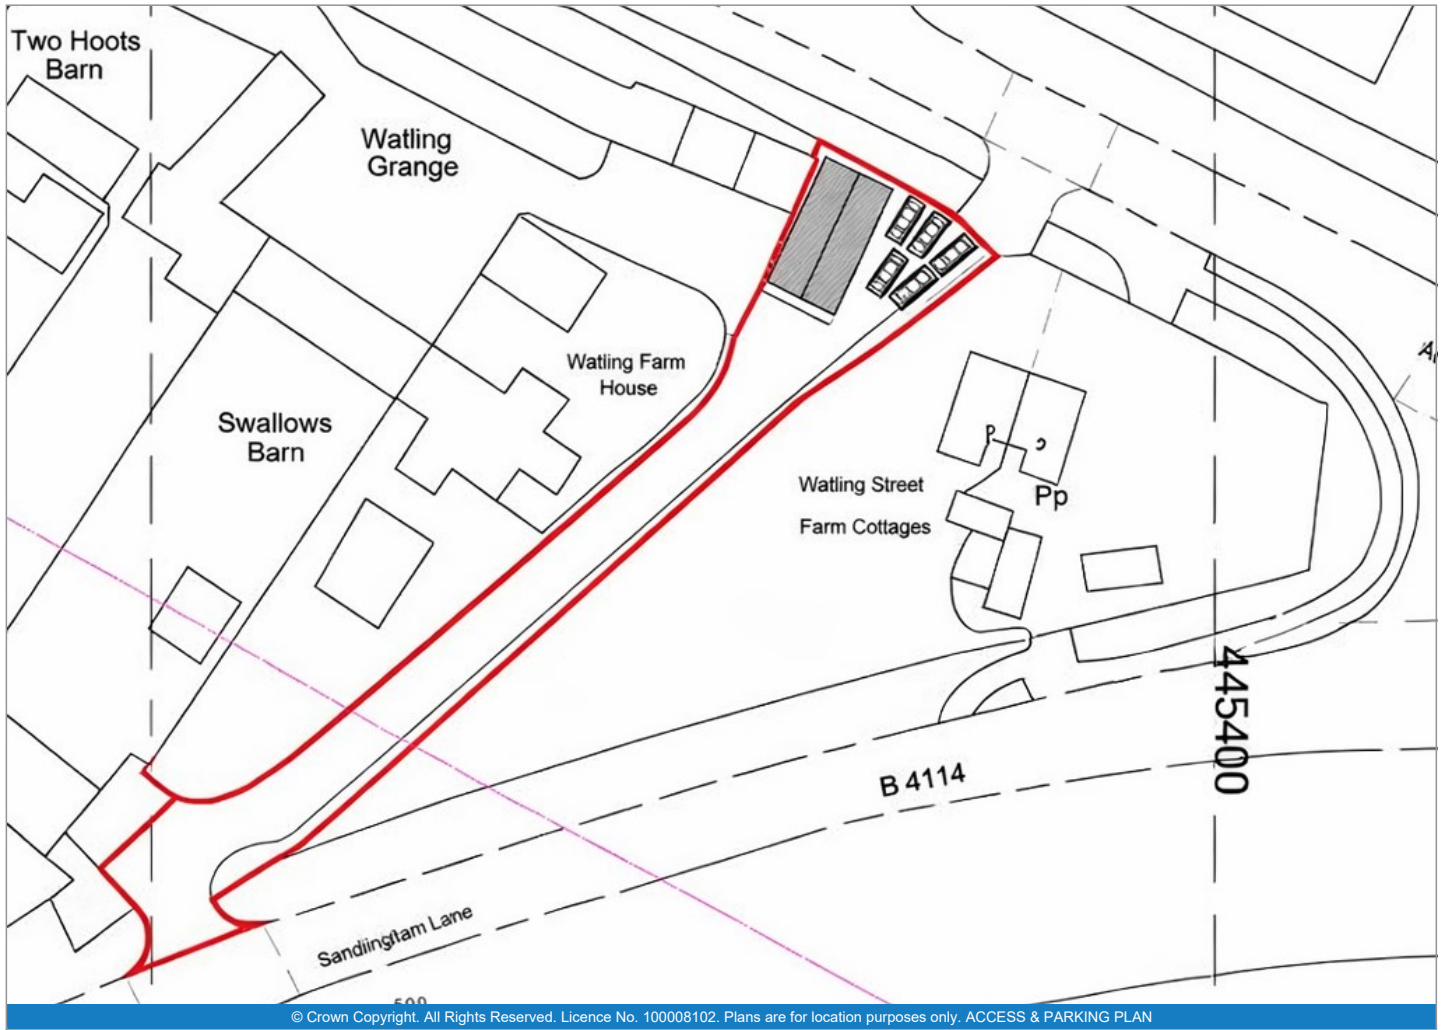 Two Hoots
Barn
Watling
Grange
Watling Farm
House
Swallows
Barn
Watling Street
Farm Cottages
P
Pp
445400
B 4114
Lane
© Crown Copyright. All Rights Reserved. Licence No. 100008102. Plans are for location purposes only. ACCESS & PARKING PLAN